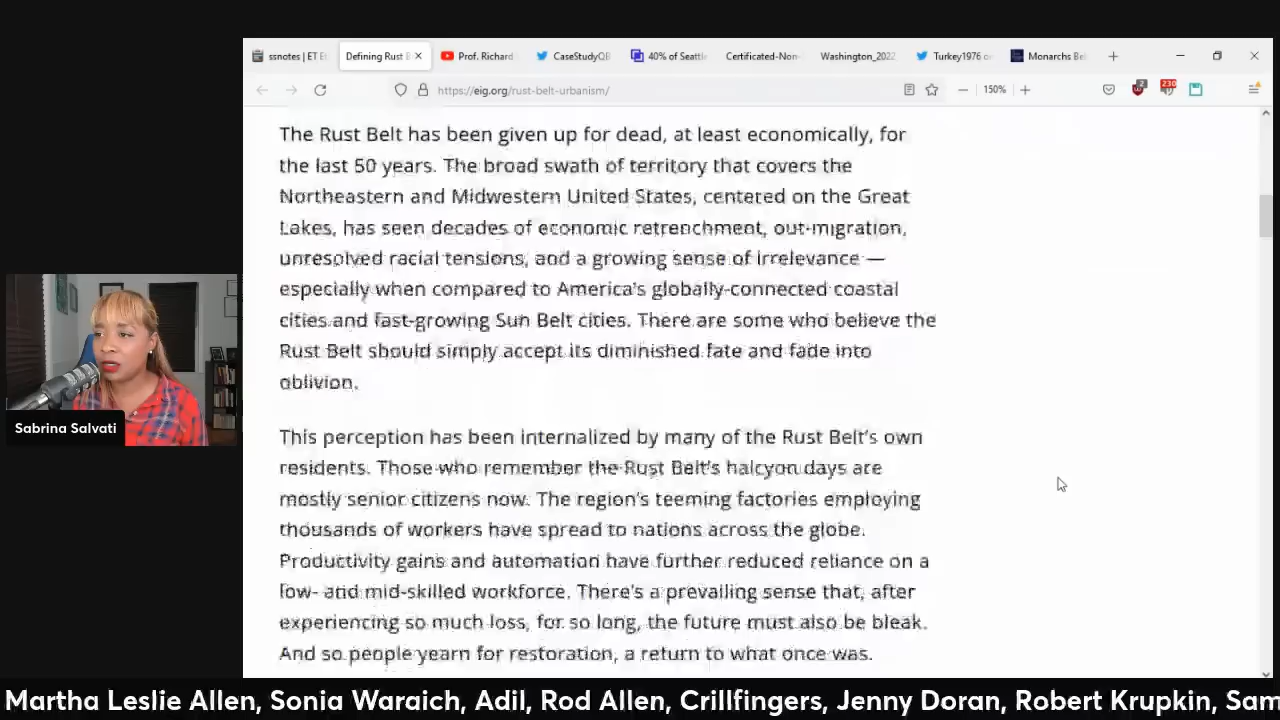 ssnotes | ET E
Defining Rust B
Prof. Richard
CaseStudyQB
40% of Seattl
Certificated-Non-
Washington_2022
Turkey1976 o
Monarchs Be
https://eig.org/rust-belt-urbanism/
150%
2
230
The Rust Belt has been given up for dead, at least economically, for
the last 50 years. The broad swath of territory that covers the
Northeastern and Midwestern United States, centered on the Great
Lakes, has seen decades of economic retrenchment, out-migration,
unresolved racial tensions, and a growing sense of irrelevance —
especially when compared to America's globally-connected coastal
cities and fast-growing Sun Belt cities. There are some who believe the
Rust Belt should simply accept its diminished fate and fade into
oblivion.
This perception has been internalized by many of the Rust Belt's own
residents. Those who remember the Rust Belt's halcyon days are
mostly senior citizens now. The region's teeming factories employing
thousands of workers have spread to nations across the globe.
Productivity gains and automation have further reduced reliance on a
low- and mid-skilled workforce. There's a prevailing sense that, after
experiencing so much loss, for so long, the future must also be bleak.
And so people yearn for restoration, a return to what once was.
Sabrina Salvati
Martha Leslie Allen, Sonia Waraich, Adil, Rod Allen, Crillfingers, Jenny Doran, Robert Krupkin, Sam